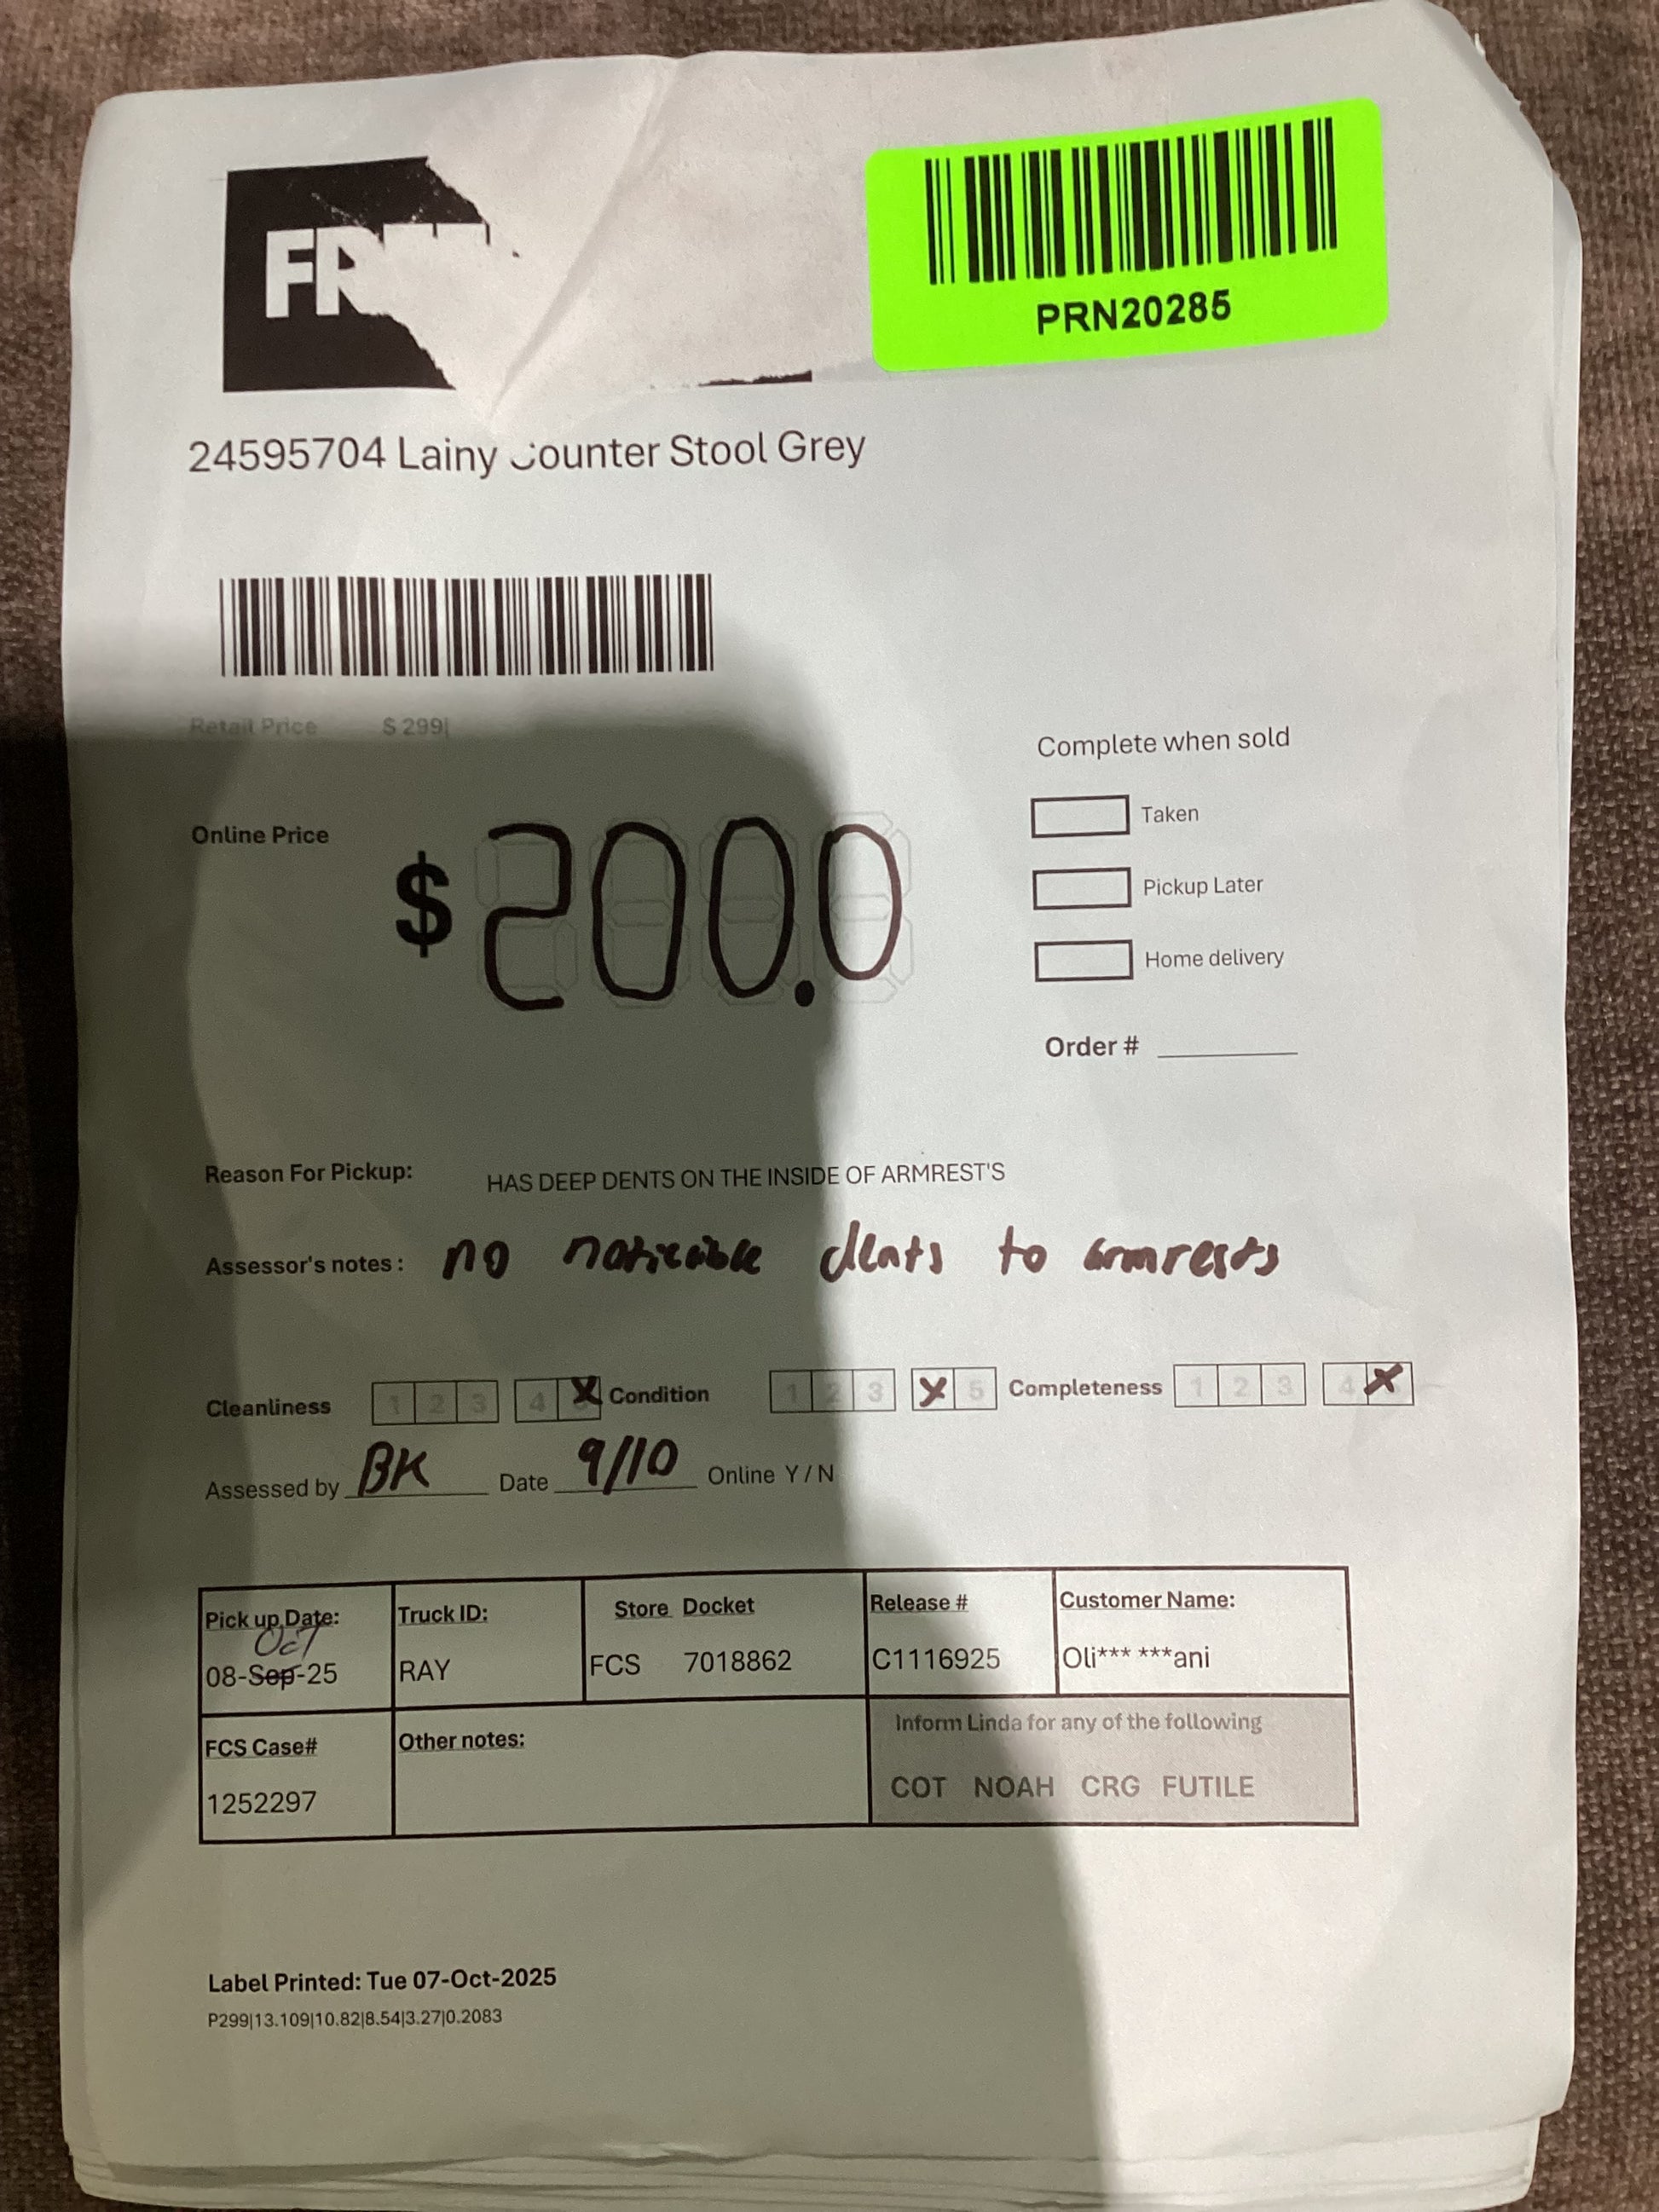 FR
PRN20285
24595704 Lainy Counter Stool Grey
Retail Price $ 299
Online Price $ 200.0
Complete when sold
Taken
Pickup Later
Home delivery
Order #
Reason For Pickup: HAS DEEP DENTS ON THE INSIDE OF ARMREST'S
Assessor's notes: no noticeable dents to armrests
Cleanliness 1 2 3 4 X Condition 1 2 3 X 5 Completeness 1 2 3 4 X
Assessed by BK Date 9/10 Online Y / N
Pick up Date: Truck ID: Store Docket Release # Customer Name:
Oct
08-Sep-25 RAY FCS 7018862 C1116925 Oli*** ***ani
FCS Case# Other notes: Inform Linda for any of the following
1252297 COT NOAH CRG FUTILE
Label Printed: Tue 07-Oct-2025
P299|13.109|10.82|8.54|3.27|0.2083